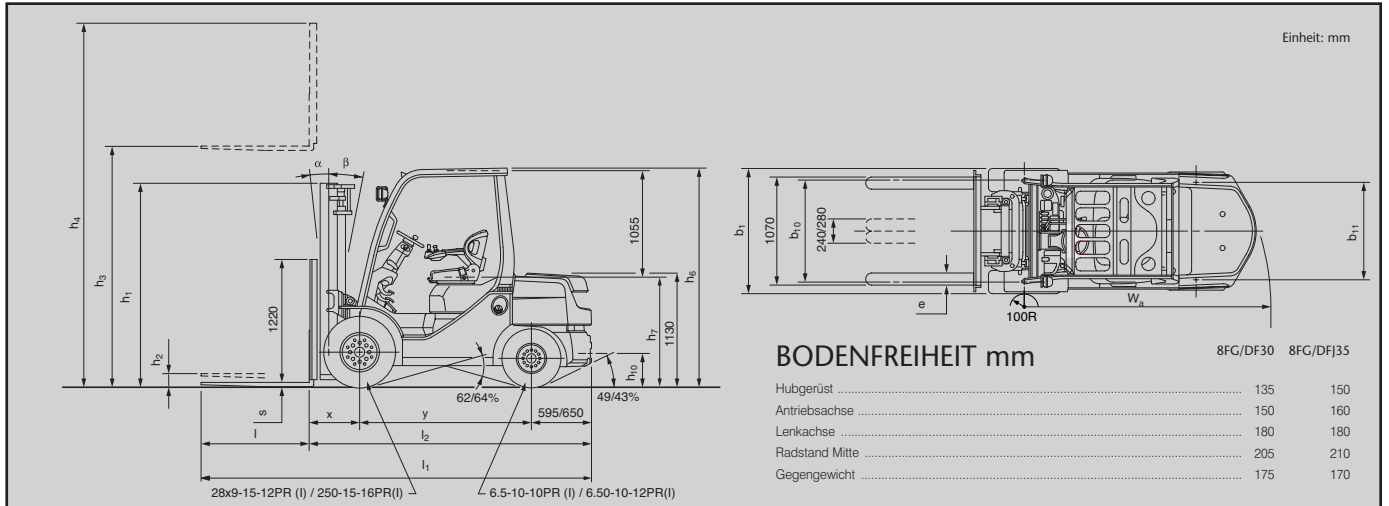 Einheit: mm
h4
h3
h1
h2
1220
α
β
1055
h6
h7
1130
h10
s
x
y
62/64%
49/43%
595/650
l
l2
l1
28x9-15-12PR (I) / 250-15-16PR(I)
6.5-10-10PR (I) / 6.50-10-12PR(I)
b1
1070
b10
240/280
e
b11
Wa
100R
BODENFREIHEIT mm 8FG/DF30 8FG/DFJ35
Hubgerüst 135 150
Antriebsachse 150 160
Lenkachse 180 180
Radstand Mitte 205 210
Gegengewicht 175 170